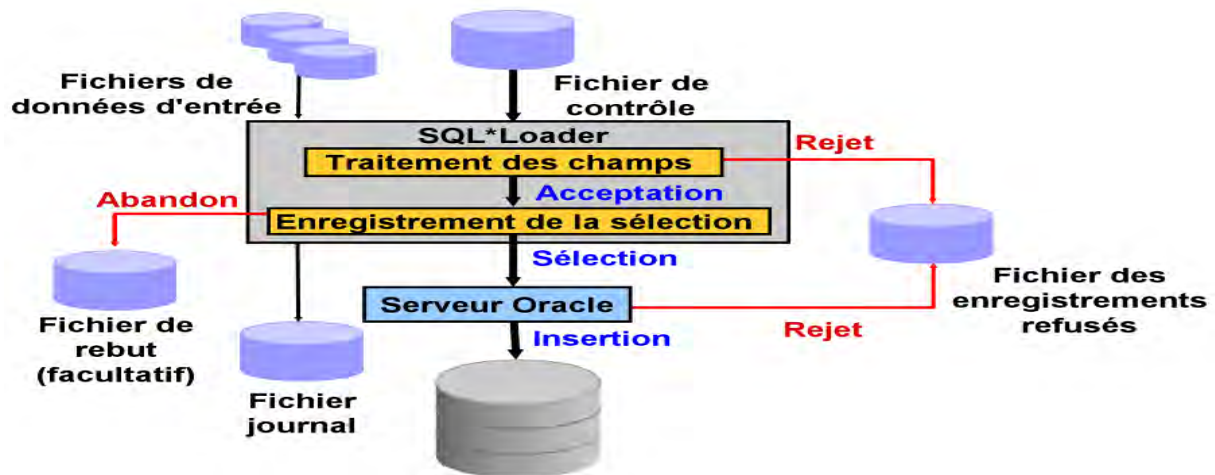 Fichiers de
données d'entrée
Fichier de
contrôle
SQL*Loader
Traitement des champs
Rejet
Acceptation
Abandon
Enregistrement de la sélection
Sélection
Serveur Oracle
Fichier des
enregistrements
refusés
Fichier de
rebut
(facultatif)
Insertion
Rejet
Fichier
journal